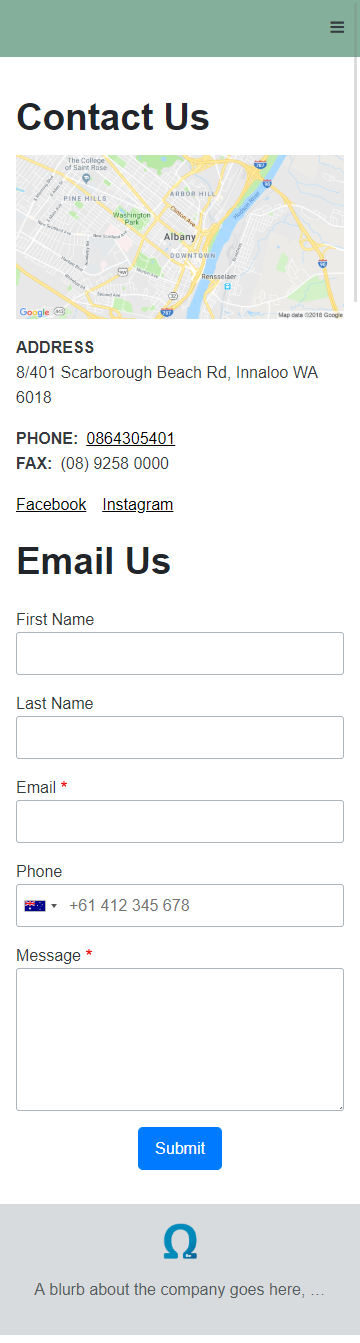 Contact Us
The College
of Saint Rose
PINE HILLS
ARBOR HILL
Washington
Park
Clinton Ave
Albany
DOWNTOWN
Rensselaer
Google
Map data ©2018 Google
ADDRESS
8/401 Scarborough Beach Rd, Innaloo WA
6018
PHONE: 0864305401
FAX: (08) 9258 0000
Facebook Instagram
Email Us
First Name
Last Name
Email *
Phone
+61 412 345 678
Message *
Submit
Ω
A blurb about the company goes here, …